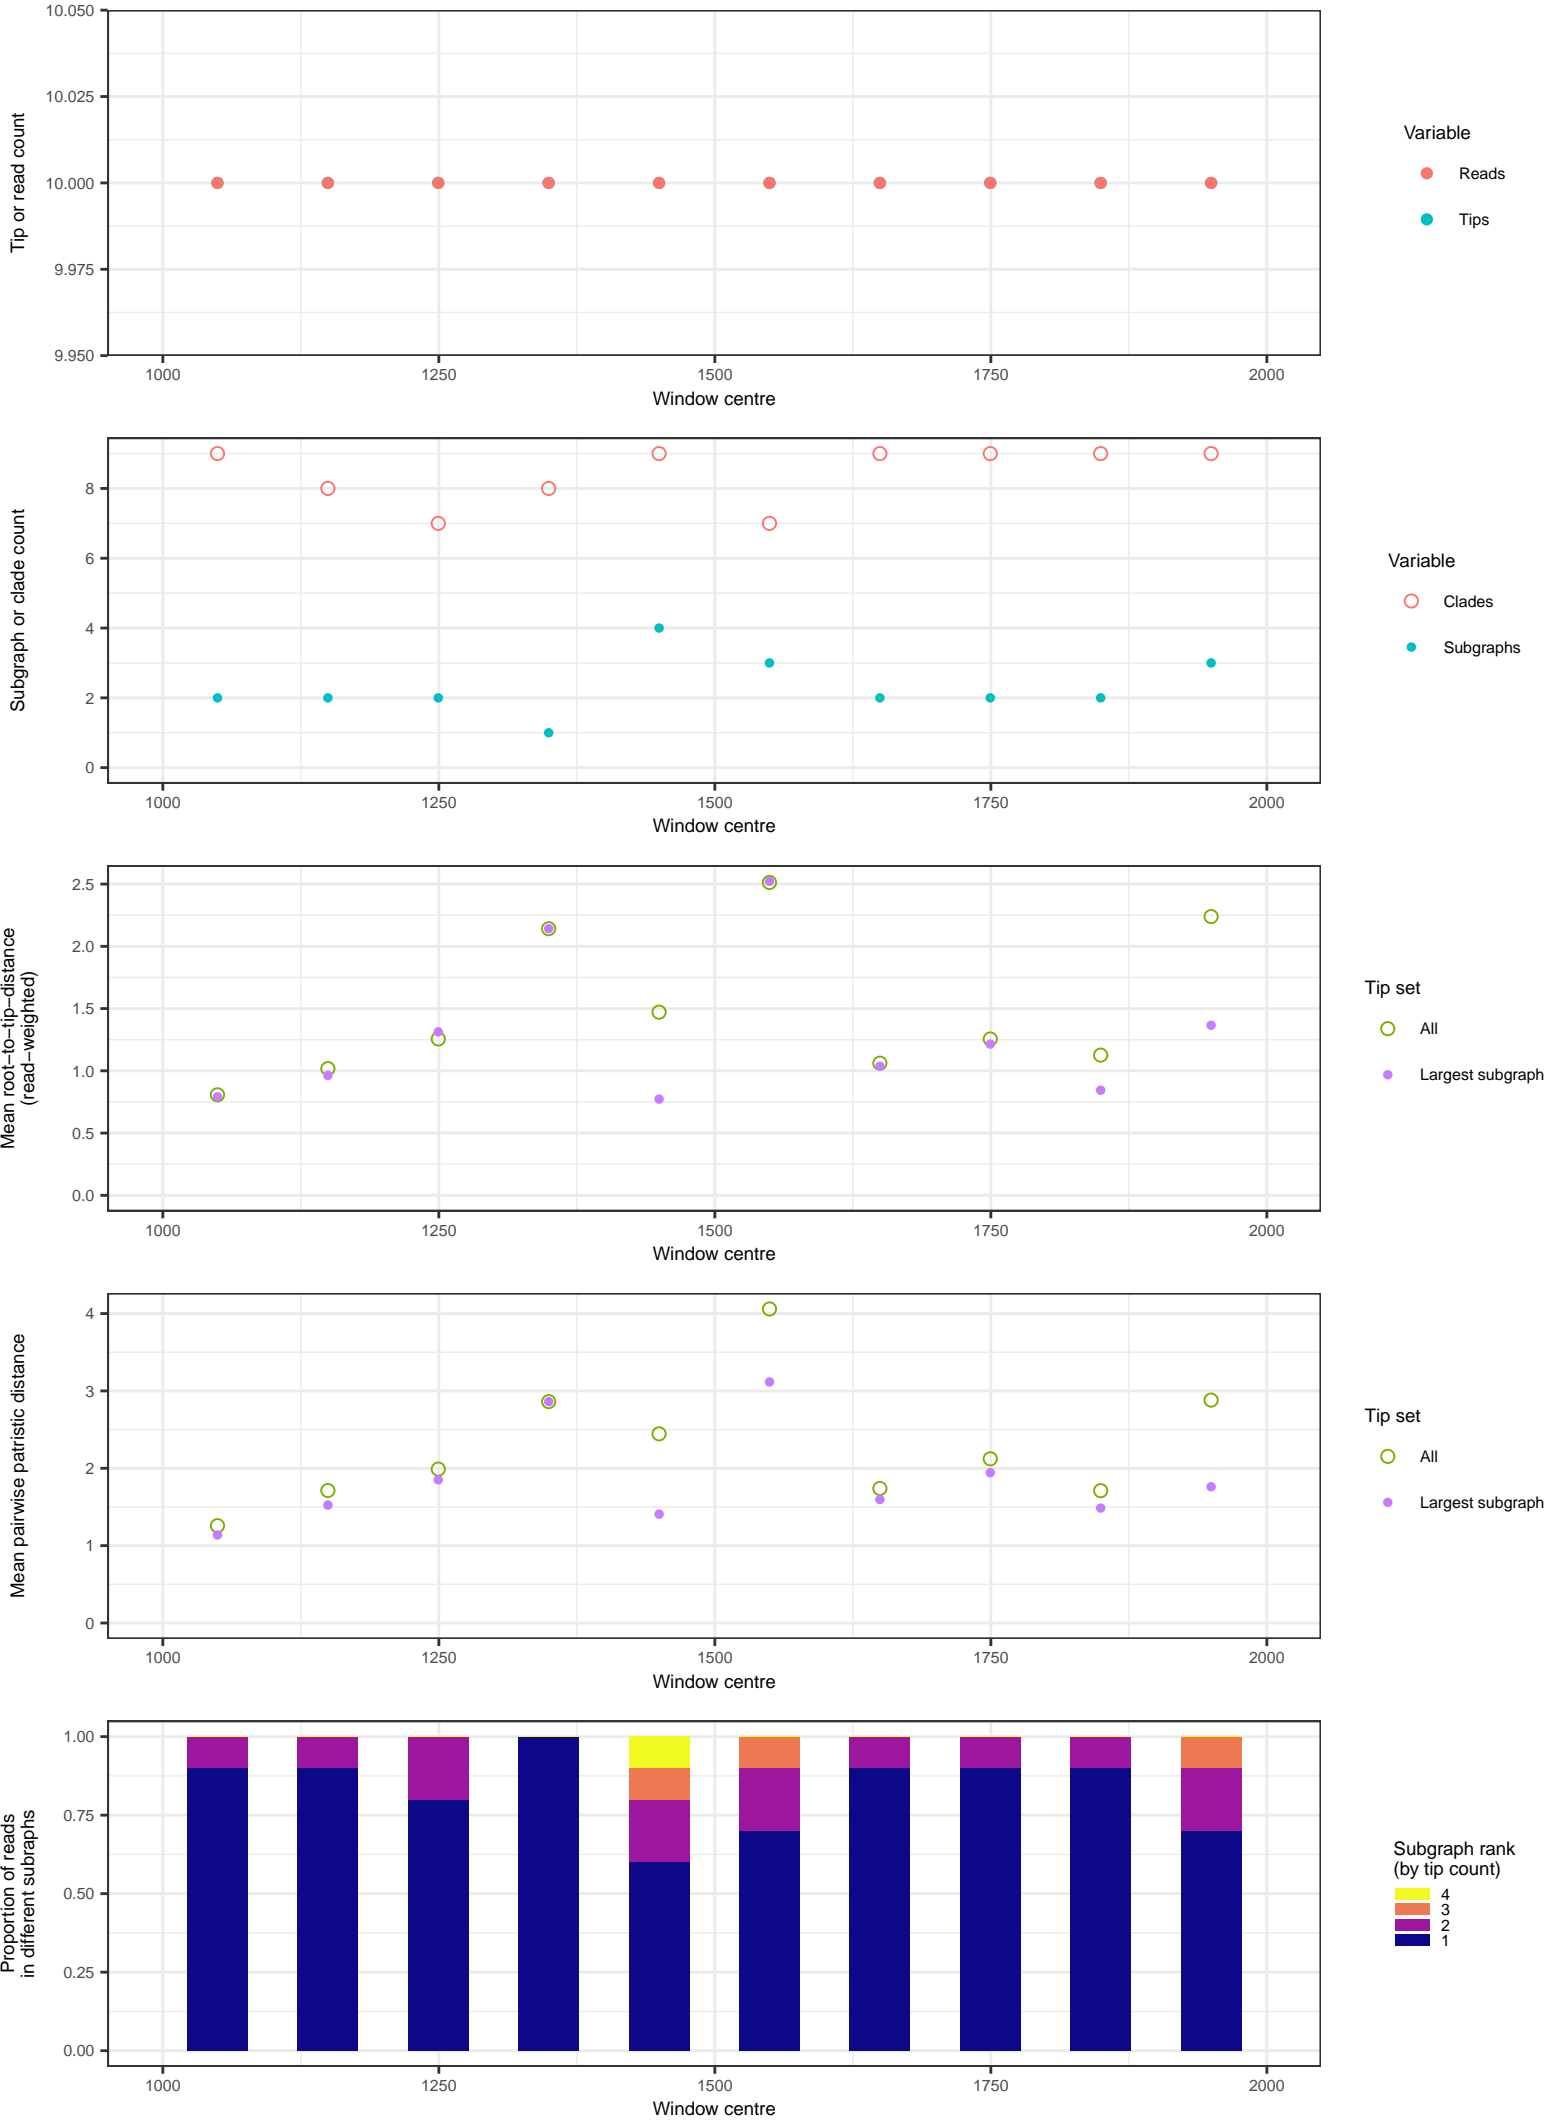 10.050
10.025
10.000
9.975
9.950
Tip or read count
1000 1250 1500 1750 2000
Window centre
Variable
Reads
Tips
8
6
4
2
0
Subgraph or clade count
1000 1250 1500 1750 2000
Window centre
Variable
Clades
Subgraphs
2.5
2.0
1.5
1.0
0.5
0.0
Mean root−to−tip−distance
(read−weighted)
1000 1250 1500 1750 2000
Window centre
Tip set
All
Largest subgraph
4
3
2
1
0
Mean pairwise patristic distance
1000 1250 1500 1750 2000
Window centre
Tip set
All
Largest subgraph
1.00
0.75
0.50
0.25
0.00
Proportion of reads
in different subraphs
1000 1250 1500 1750 2000
Window centre
Subgraph rank
(by tip count)
4
3
2
1